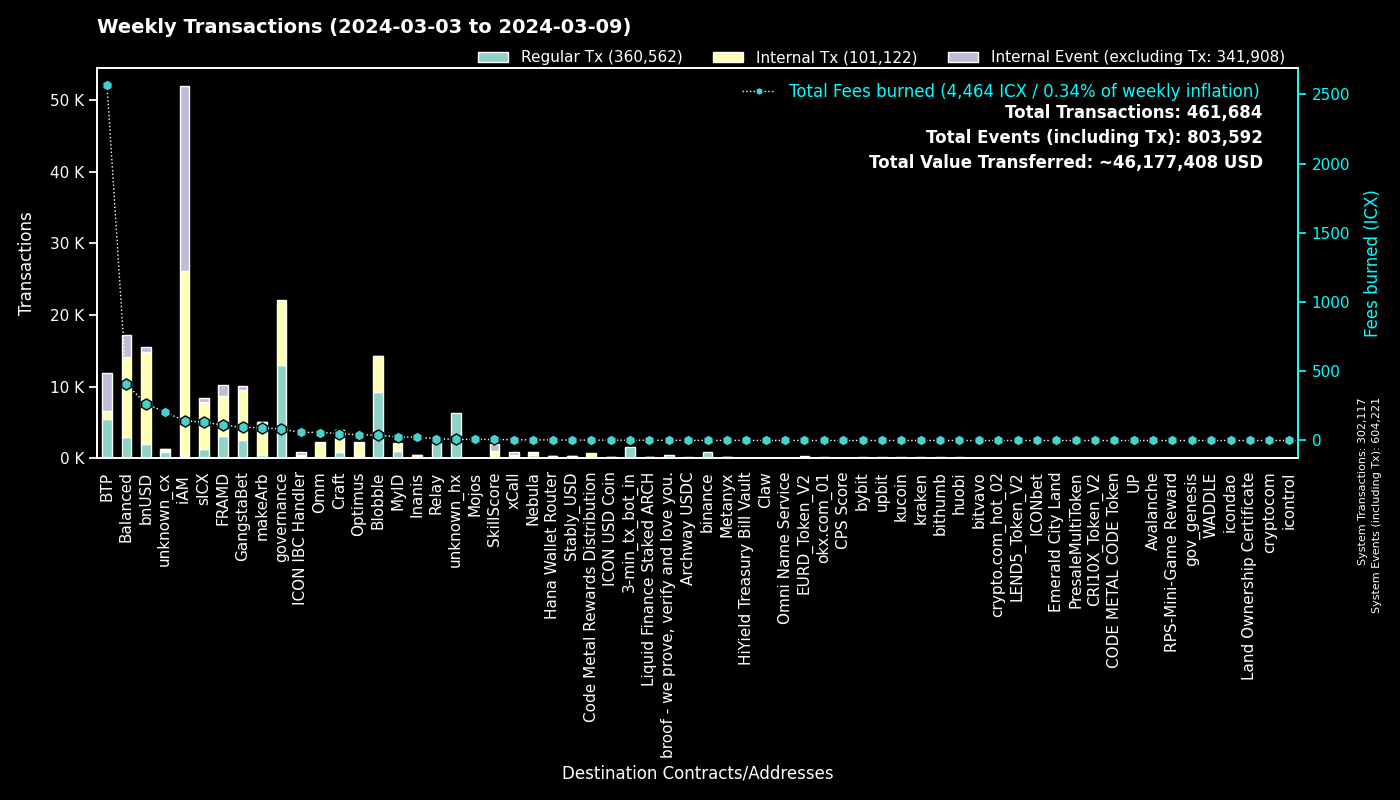 Weekly Transactions (2024-03-03 to 2024-03-09)
Regular Tx (360,562)
Internal Tx (101,122)
Internal Event (excluding Tx: 341,908)
Total Fees burned (4,464 ICX / 0.34% of weekly inflation)
Total Transactions: 461,684
Total Events (including Tx): 803,592
Total Value Transferred: ~46,177,408 USD
Transactions
50 K
40 K
30 K
20 K
10 K
0 K
2500
2000
1500
1000
500
0
Fees burned (ICX)
System Transactions: 302,117
System Events (including Tx): 604,221
BTP
Balanced
bnUSD
unknown_cx
iAM
sICX
FRAMD
GangstaBet
makeArb
governance
ICON IBC Handler
Omm
Craft
Optimus
Blobble
MyID
Inanis
Relay
unknown_hx
Mojos
SkillScore
xCall
Nebula
Hana Wallet Router
Stably_USD
Code Metal Rewards Distribution
ICON USD Coin
3-min_tx_bot_in
Liquid Finance Staked ARCH
broof - we prove, verify and love you.
Archway USDC
binance
Metanyx
HiYield Treasury Bill Vault
Claw
Omni Name Service
EURD_Token_V2
okx.com_01
CPS Score
bybit
upbit
kucoin
kraken
bithumb
huobi
bitvavo
crypto.com_hot_02
LEND5_Token_V2
ICONbet
Emerald City Land
PresaleMultiToken
CRI10X_Token_V2
CODE METAL CODE Token
UP
Avalanche
RPS-Mini-Game Reward
gov_genesis
WADDLE
icondao
Land Ownership Certificate
cryptocom
icontrol
Destination Contracts/Addresses